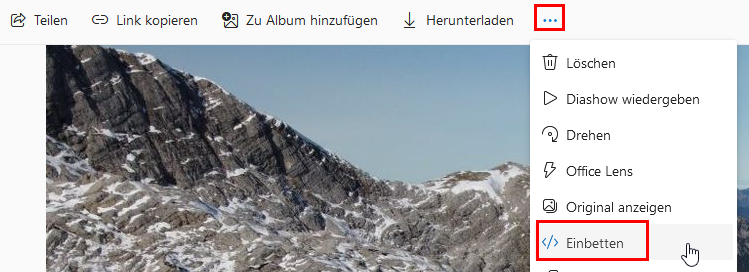 Teilen Link kopieren Zu Album hinzufügen Herunterladen ...
Löschen
Diashow wiedergeben
Drehen
Office Lens
Original anzeigen
</> Einbetten